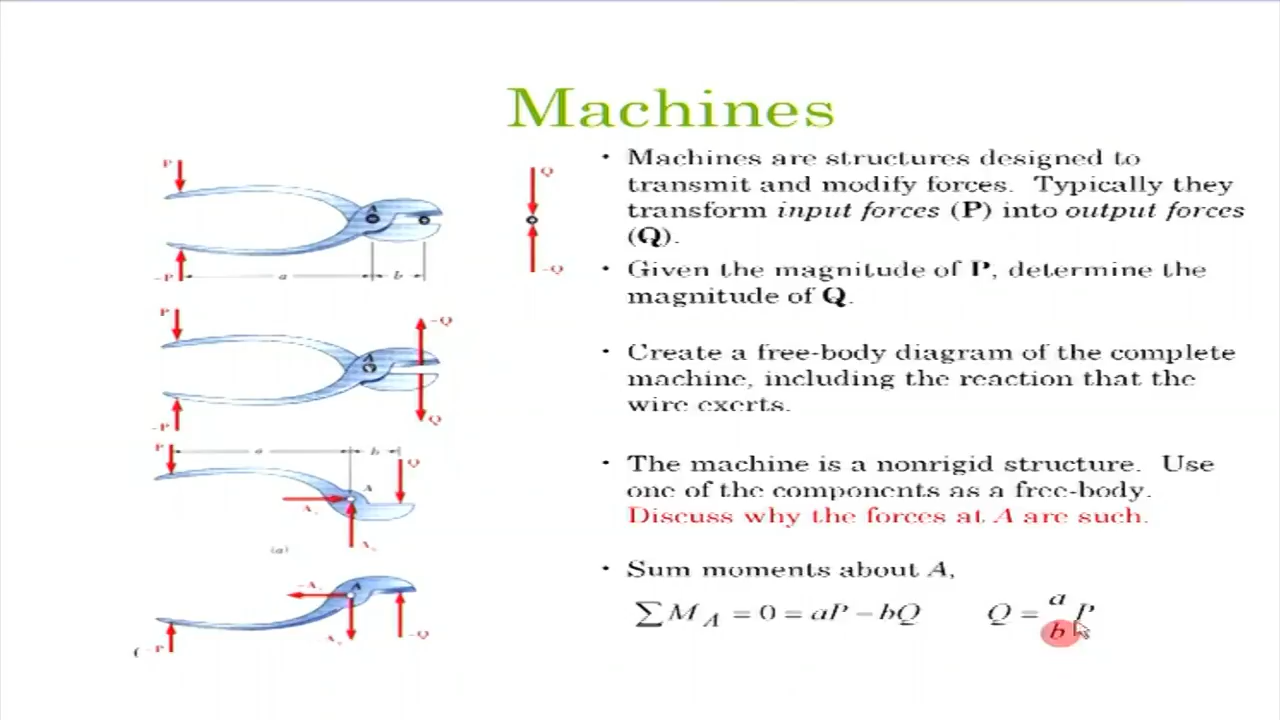 Machines
• Machines are structures designed to
transmit and modify forces. Typically they
transform input forces (P) into output forces
(Q).
• Given the magnitude of P, determine the
magnitude of Q.
• Create a free-body diagram of the complete
machine, including the reaction that the
wire exerts.
• The machine is a nonrigid structure. Use
one of the components as a free-body.
Discuss why the forces at A are such.
• Sum moments about A,
∑M_A = 0 = aP − bQ    Q = a/b P
P
A
−P
a
b
Q
−Q
P
A
−P
−Q
Q
P
a
b
Q
A
(a)
A
−P
−Q